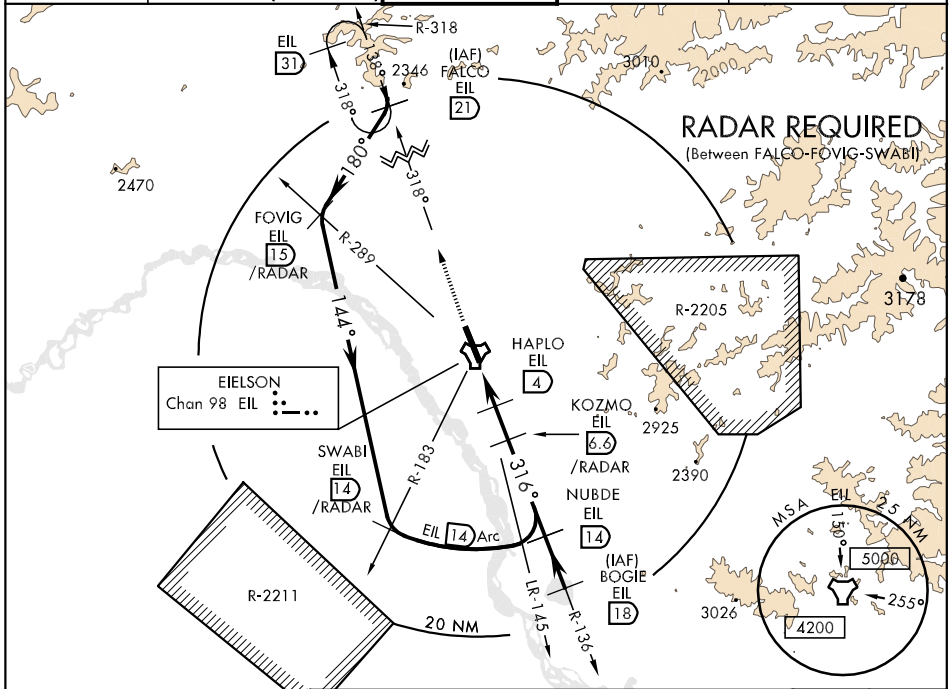 R-318
EIL
31
138°
318°
2346
(IAF)
FALCO
EIL
21
3010
2000
RADAR REQUIRED
(Between FALCO-FOVIG-SWABI)
2470
180°
318°
FOVIG
EIL
15
/RADAR
R-289
R-2205
3178
144°
HAPLO
EIL
4
EIELSON
Chan 98 EIL
KOZMO
EIL
6.6
/RADAR
2925
2390
SWABI
EIL
14
/RADAR
R-183
316°
NUBDE
EIL
14
EIL 14 Arc
(IAF)
BOGIE
EIL
18
LR-145
R-136
R-2211
20 NM
3026
MSA EIL 25 NM
150°
5000
255°
4200